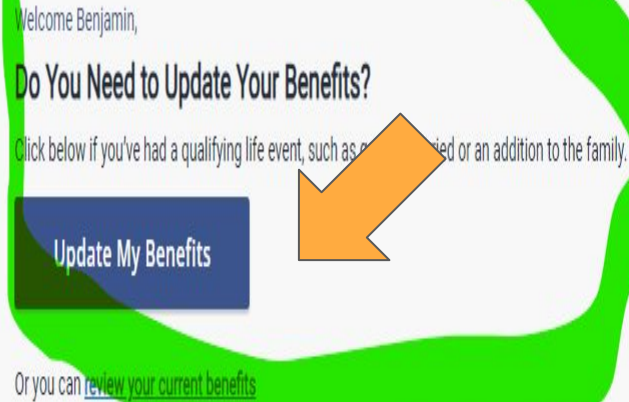 Welcome Benjamin,
Do You Need to Update Your Benefits?
Click below if you've had a qualifying life event, such as or an addition to the family.
Update My Benefits
Or you can review your current benefits